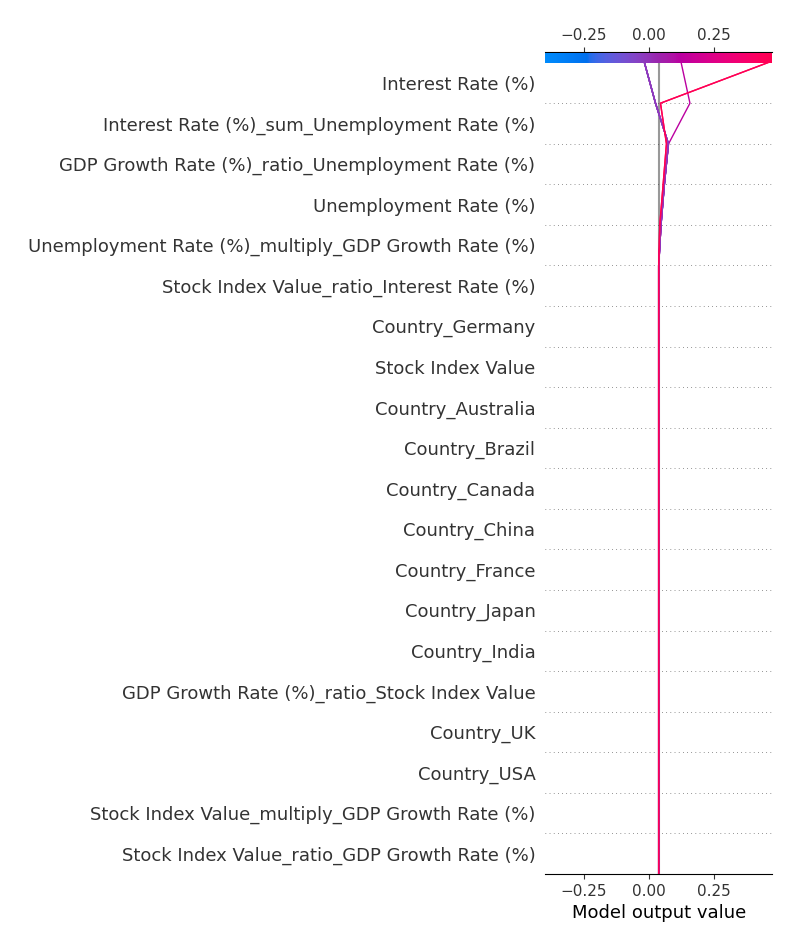 −0.25 0.00 0.25
Interest Rate (%)
Interest Rate (%)_sum_Unemployment Rate (%)
GDP Growth Rate (%)_ratio_Unemployment Rate (%)
Unemployment Rate (%)
Unemployment Rate (%)_multiply_GDP Growth Rate (%)
Stock Index Value_ratio_Interest Rate (%)
Country_Germany
Stock Index Value
Country_Australia
Country_Brazil
Country_Canada
Country_China
Country_France
Country_Japan
Country_India
GDP Growth Rate (%)_ratio_Stock Index Value
Country_UK
Country_USA
Stock Index Value_multiply_GDP Growth Rate (%)
Stock Index Value_ratio_GDP Growth Rate (%)
−0.25 0.00 0.25
Model output value